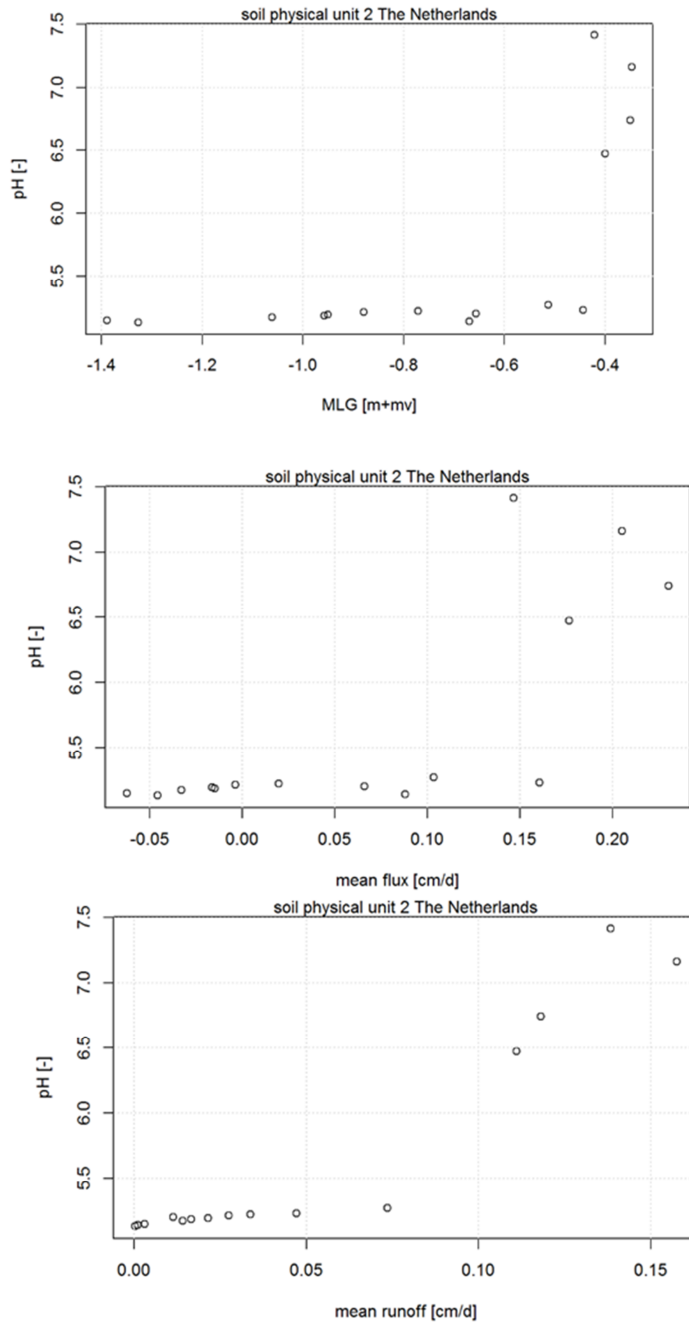 soil physical unit 2 The Netherlands
7.5
7.0
6.5
6.0
5.5
pH [-]
-1.4 -1.2 -1.0 -0.8 -0.6 -0.4
MLG [m+mv]
soil physical unit 2 The Netherlands
7.5
7.0
6.5
6.0
5.5
pH [-]
-0.05 0.00 0.05 0.10 0.15 0.20
mean flux [cm/d]
soil physical unit 2 The Netherlands
7.5
7.0
6.5
6.0
5.5
pH [-]
0.00 0.05 0.10 0.15
mean runoff [cm/d]